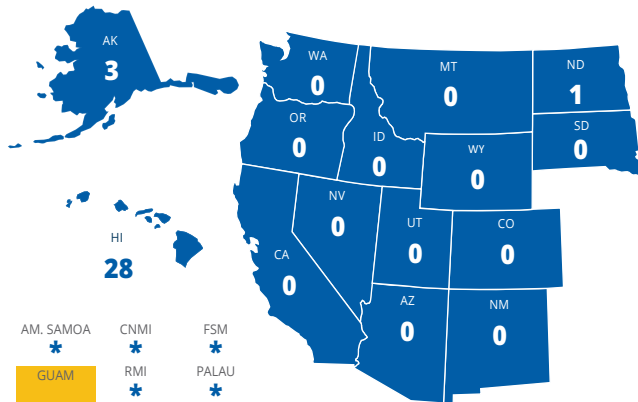 AK
3
WA
0
MT
0
ND
1
OR
0
ID
0
SD
0
WY
0
NV
0
UT
0
CO
0
HI
28
CA
0
AZ
0
NM
0
AM. SAMOA
*
CNMI
*
FSM
*
GUAM
RMI
*
PALAU
*